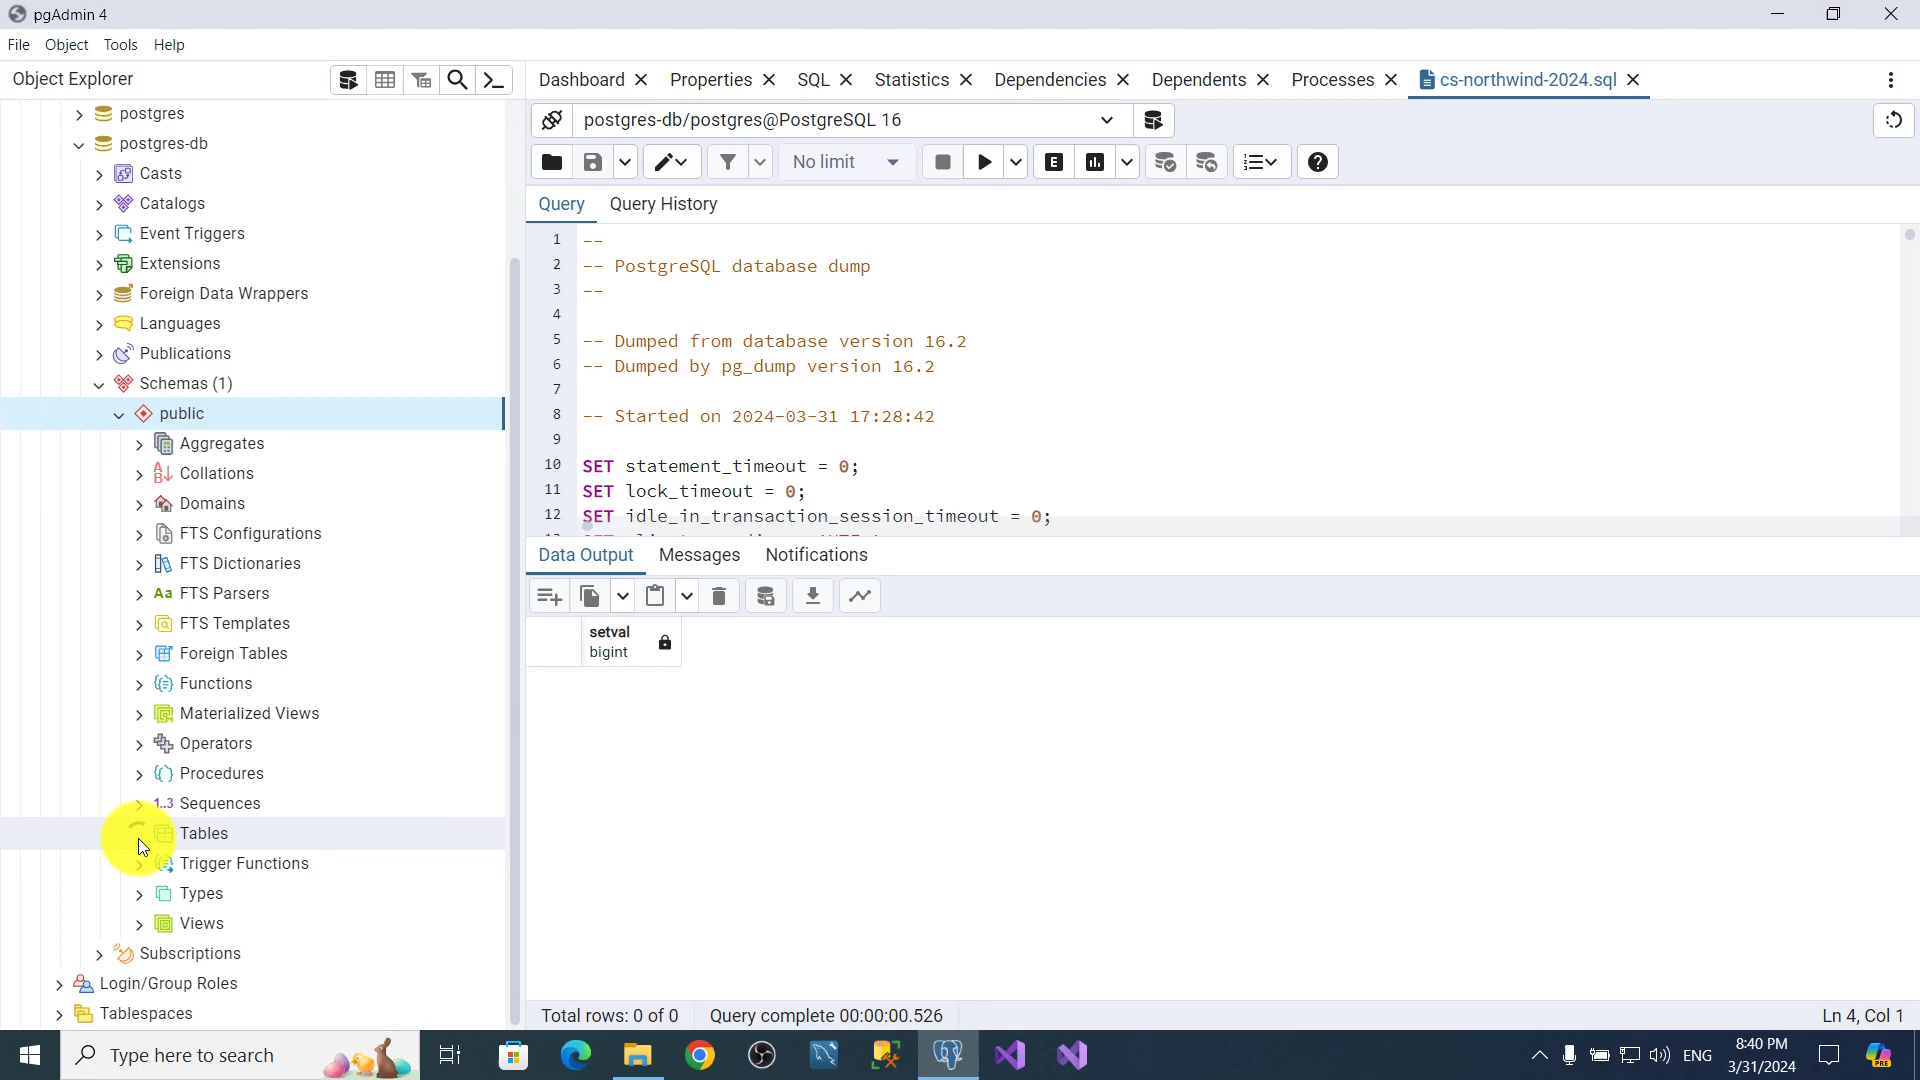 pgAdmin 4
File Object Tools Help
Object Explorer
Dashboard Properties SQL Statistics Dependencies Dependents Processes cs-northwind-2024.sql
postgres
postgres-db
Casts
Catalogs
Event Triggers
Extensions
Foreign Data Wrappers
Languages
Publications
Schemas (1)
public
Aggregates
Collations
Domains
FTS Configurations
FTS Dictionaries
Aa FTS Parsers
FTS Templates
Foreign Tables
Functions
Materialized Views
Operators
Procedures
1..3 Sequences
Tables
Trigger Functions
Types
Views
Subscriptions
Login/Group Roles
Tablespaces
postgres-db/postgres@PostgreSQL 16
No limit
E
Query Query History
1 --
2 -- PostgreSQL database dump
3 --
4
5 -- Dumped from database version 16.2
6 -- Dumped by pg_dump version 16.2
7
8 -- Started on 2024-03-31 17:28:42
9
10 SET statement_timeout = 0;
11 SET lock_timeout = 0;
12 SET idle_in_transaction_session_timeout = 0;
Data Output Messages Notifications
setval
bigint
Total rows: 0 of 0 Query complete 00:00:00.526 Ln 4, Col 1
Type here to search
ENG
8:40 PM
3/31/2024
PRE